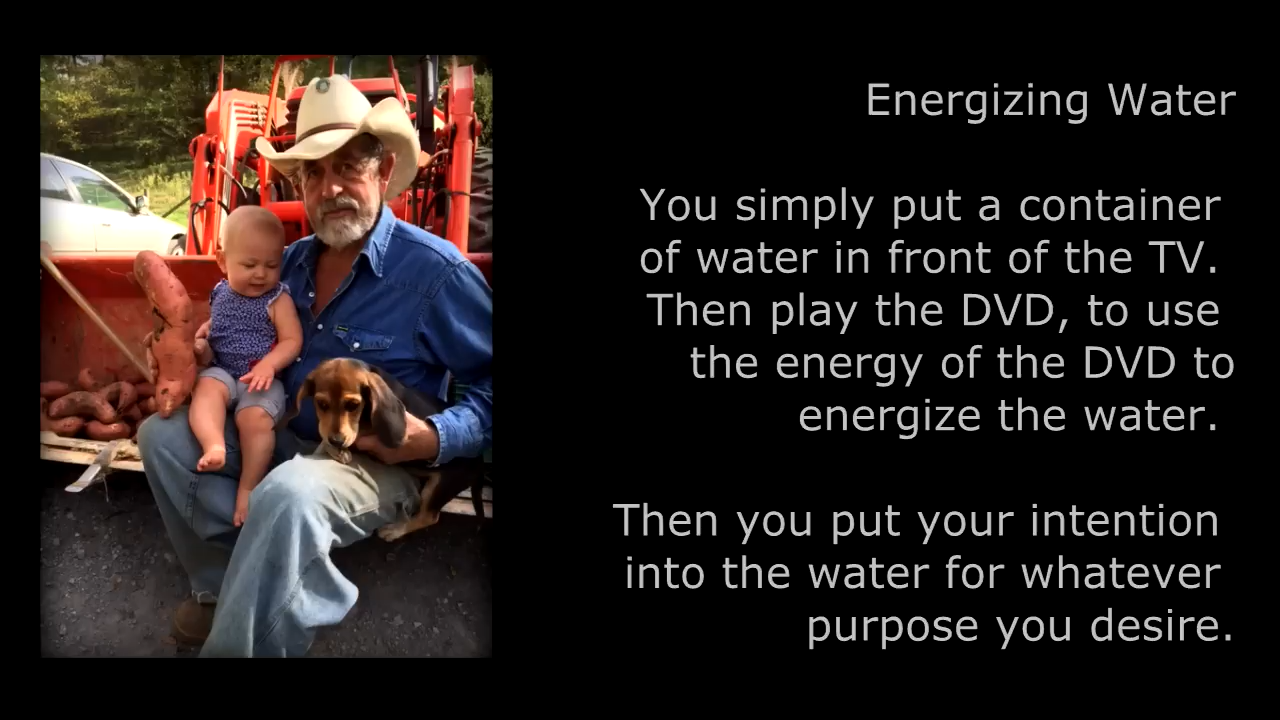 Energizing Water
You simply put a container
of water in front of the TV.
Then play the DVD, to use
the energy of the DVD to
energize the water.
Then you put your intention
into the water for whatever
purpose you desire.